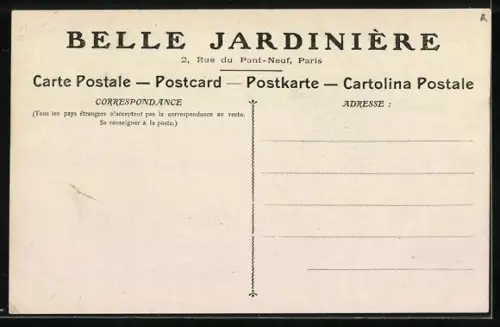 BELLE JARDINIÈRE
2, Rue du Pont-Neuf, Paris
Carte Postale — Postcard — Postkarte — Cartolina Postale
CORRESPONDANCE
(Tous les pays étrangers n'acceptent pas la correspondance au recto.
Se renseigner à la poste.)
ADRESSE :